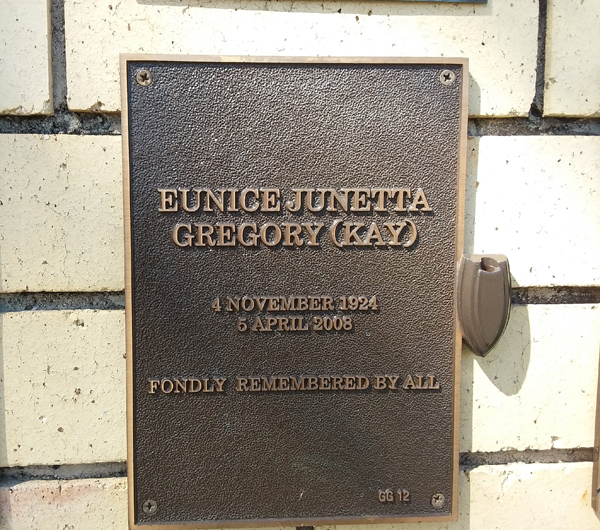 EUNICE JUNETTA
GREGORY (KAY)
4 NOVEMBER 1924
5 APRIL 2008
FONDLY REMEMBERED BY ALL
GG 12